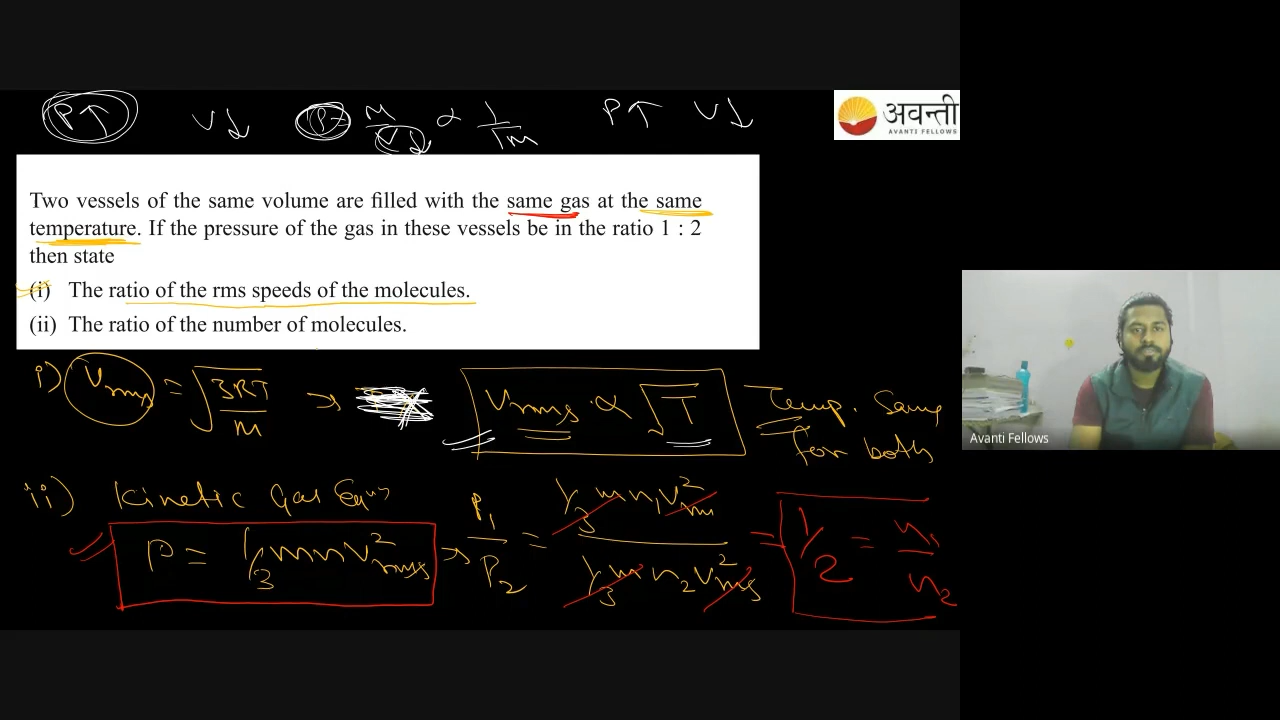 P↑ V↓ P = M/V↓ ∝ 1/√m P↑ V↓
अवन्ती
AVANTI FELLOWS
Two vessels of the same volume are filled with the same gas at the same
temperature. If the pressure of the gas in these vessels be in the ratio 1 : 2
then state
(i) The ratio of the rms speeds of the molecules.
(ii) The ratio of the number of molecules.
i) Vrms = √3RT/M → Vrms ∝ √T Temp. Same
for both
Avanti Fellows
ii) Kinetic Gas Eqn
P = 1/3 mnV²rms → P₁/P₂ = 1/3 mn₁V²rms / 1/3 mn₂V²rms = 1/2 = n₁/n₂